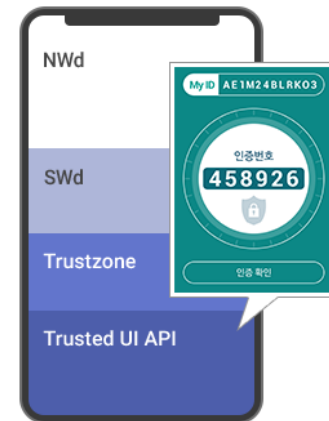 NWd
SWd
Trustzone
Trusted UI API
My ID AE1M24BLRKO3
인증번호
458926
인증 확인